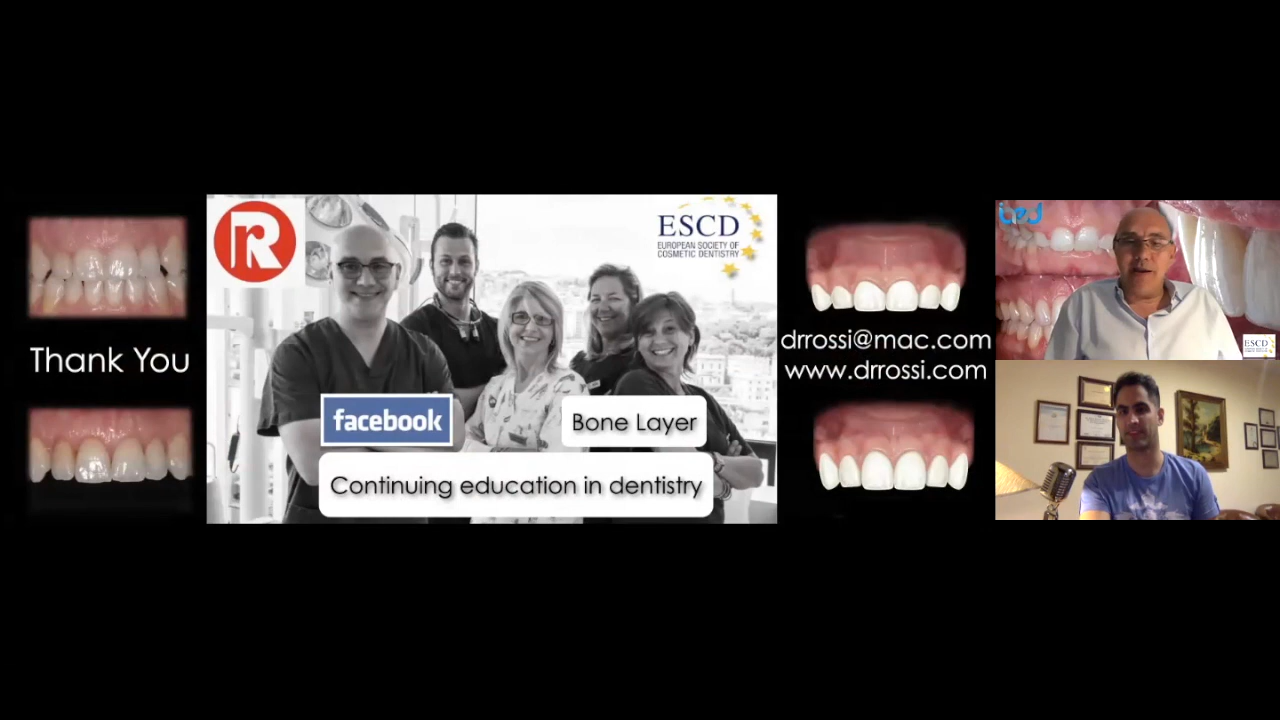 Thank You
R
ESCD
EUROPEAN SOCIETY OF
COSMETIC DENTISTRY
facebook
Bone Layer
Continuing education in dentistry
drrossi@mac.com
www.drrossi.com
ESCD